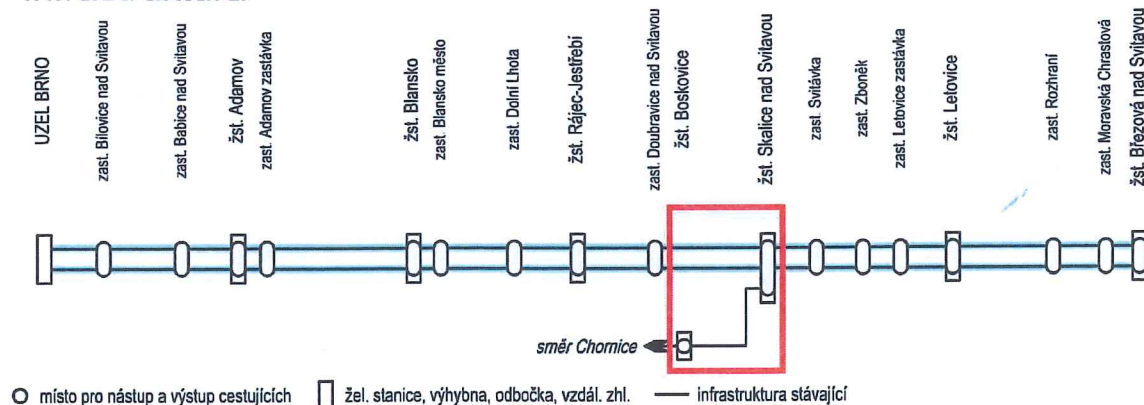 UZEL BRNO
zast. Bílovice nad Svitavou
zast. Babice nad Svitavou
žst. Adamov
zast. Adamov zastávka
žst. Blansko
zast. Blansko město
zast. Dolní Lhota
žst. Rájec-Jestřebí
zast. Doubravice nad Svitavou
žst. Boskovice
žst. Skalice nad Svitavou
zast. Svitávka
zast. Zboněk
zast. Letovice zastávka
žst. Letovice
zast. Rozhraní
zast. Moravská Chrastová
žst. Březová nad Svitavou
směr Chornice
místo pro nástup a výstup cestujících
žel. stanice, výhybna, odbočka, vzdál. zhl.
infrastruktura stávající